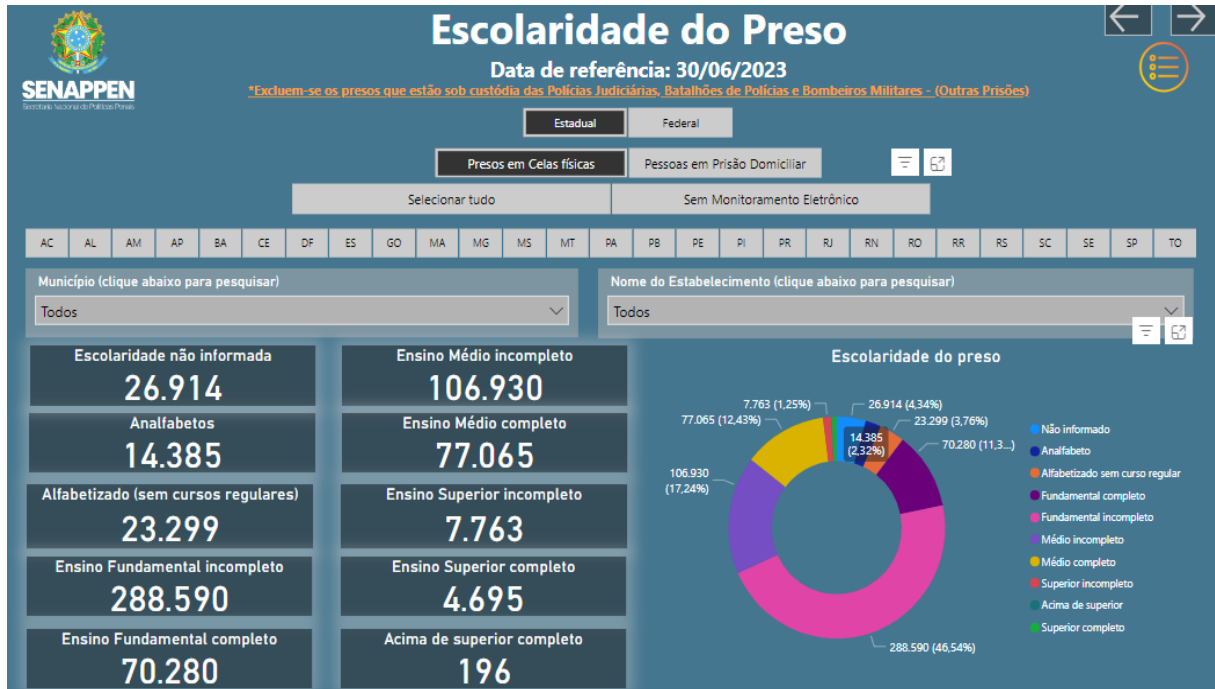 Escolaridade do Preso
Data de referência: 30/06/2023
SENAPPEN
Secretaria Nacional de Políticas Penais
*Excluem-se os presos que estão sob custódia das Polícias Judiciárias, Batalhões de Polícias e Bombeiros Militares - (Outras Prisões)
Estadual
Federal
Presos em Celas físicas
Pessoas em Prisão Domiciliar
Selecionar tudo
Sem Monitoramento Eletrônico
AC AL AM AP BA CE DF ES GO MA MG MS MT PA PB PE PI PR RJ RN RO RR RS SC SE SP TO
Município (clique abaixo para pesquisar)
Todos
Nome do Estabelecimento (clique abaixo para pesquisar)
Todos
Escolaridade não informada
26.914
Ensino Médio incompleto
106.930
Analfabetos
14.385
Ensino Médio completo
77.065
Alfabetizado (sem cursos regulares)
23.299
Ensino Superior incompleto
7.763
Ensino Fundamental incompleto
288.590
Ensino Superior completo
4.695
Ensino Fundamental completo
70.280
Acima de superior completo
196
Escolaridade do preso
7.763 (1,25%)
26.914 (4,34%)
77.065 (12,43%)
23.299 (3,76%)
14.385
(2,32%)
70.280 (11,3...)
106.930
(17,24%)
288.590 (46,54%)
Não informado
Analfabeto
Alfabetizado sem curso regular
Fundamental completo
Fundamental incompleto
Médio incompleto
Médio completo
Superior incompleto
Acima de superior
Superior completo